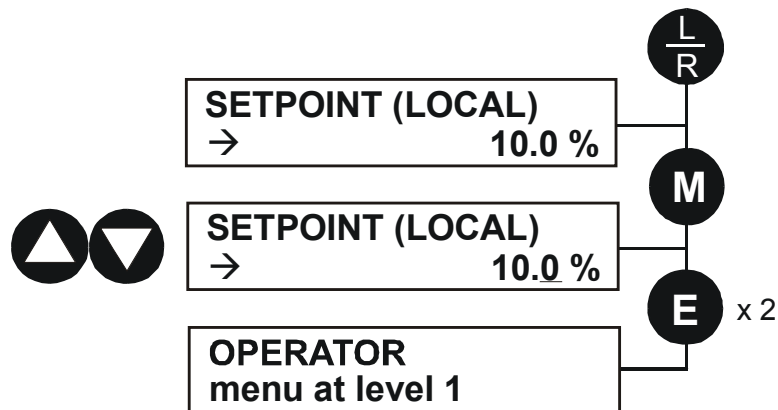 L
R
SETPOINT (LOCAL)
→ 10.0 %
M
SETPOINT (LOCAL)
→ 10.0 %
E x 2
OPERATOR
menu at level 1